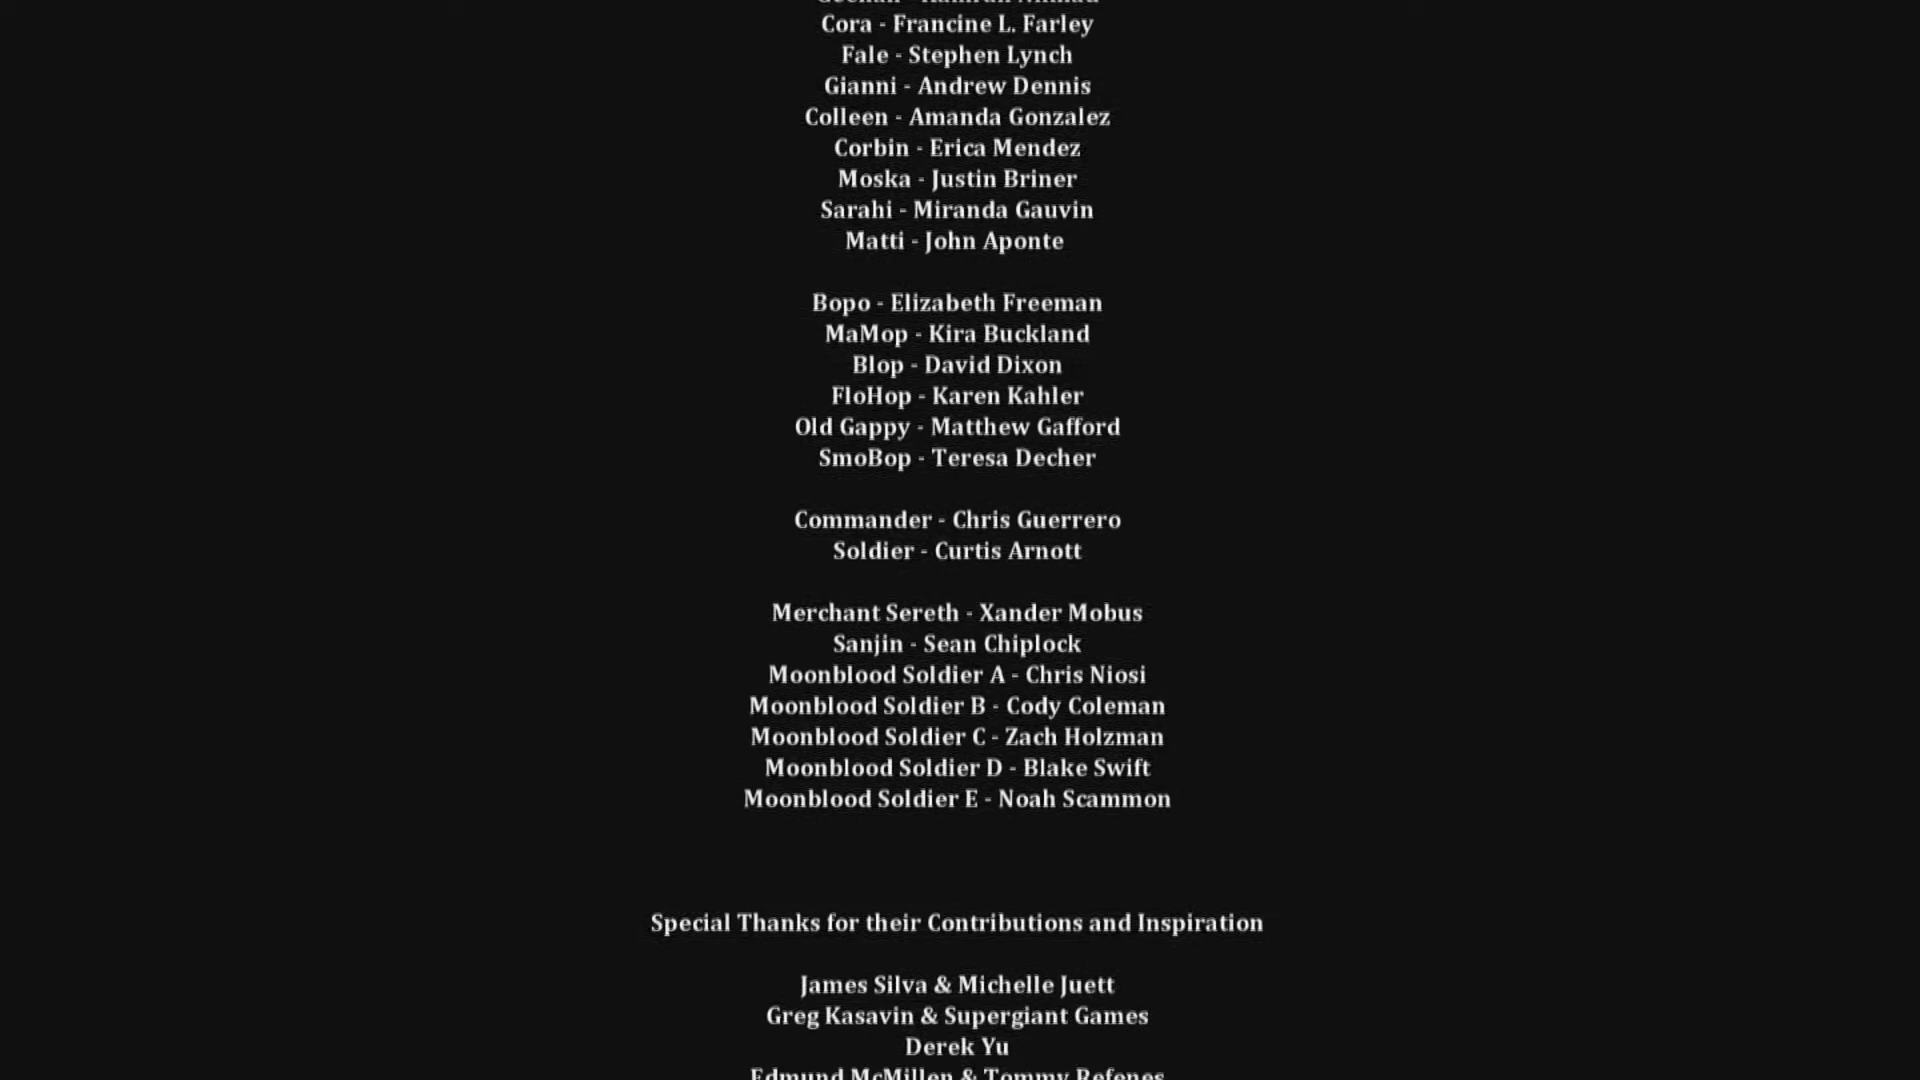 Cora - Francine L. Farley
Fale - Stephen Lynch
Gianni - Andrew Dennis
Colleen - Amanda Gonzalez
Corbin - Erica Mendez
Moska - Justin Briner
Sarahi - Miranda Gauvin
Matti - John Aponte
Bopo - Elizabeth Freeman
MaMop - Kira Buckland
Blop - David Dixon
FloHop - Karen Kahler
Old Gappy - Matthew Gafford
SmoBop - Teresa Decher
Commander - Chris Guerrero
Soldier - Curtis Arnott
Merchant Sereth - Xander Mobus
Sanjin - Sean Chiplock
Moonblood Soldier A - Chris Niosi
Moonblood Soldier B - Cody Coleman
Moonblood Soldier C - Zach Holzman
Moonblood Soldier D - Blake Swift
Moonblood Soldier E - Noah Scammon
Special Thanks for their Contributions and Inspiration
James Silva & Michelle Juett
Greg Kasavin & Supergiant Games
Derek Yu
Edmund McMillen & Tommy Refenes